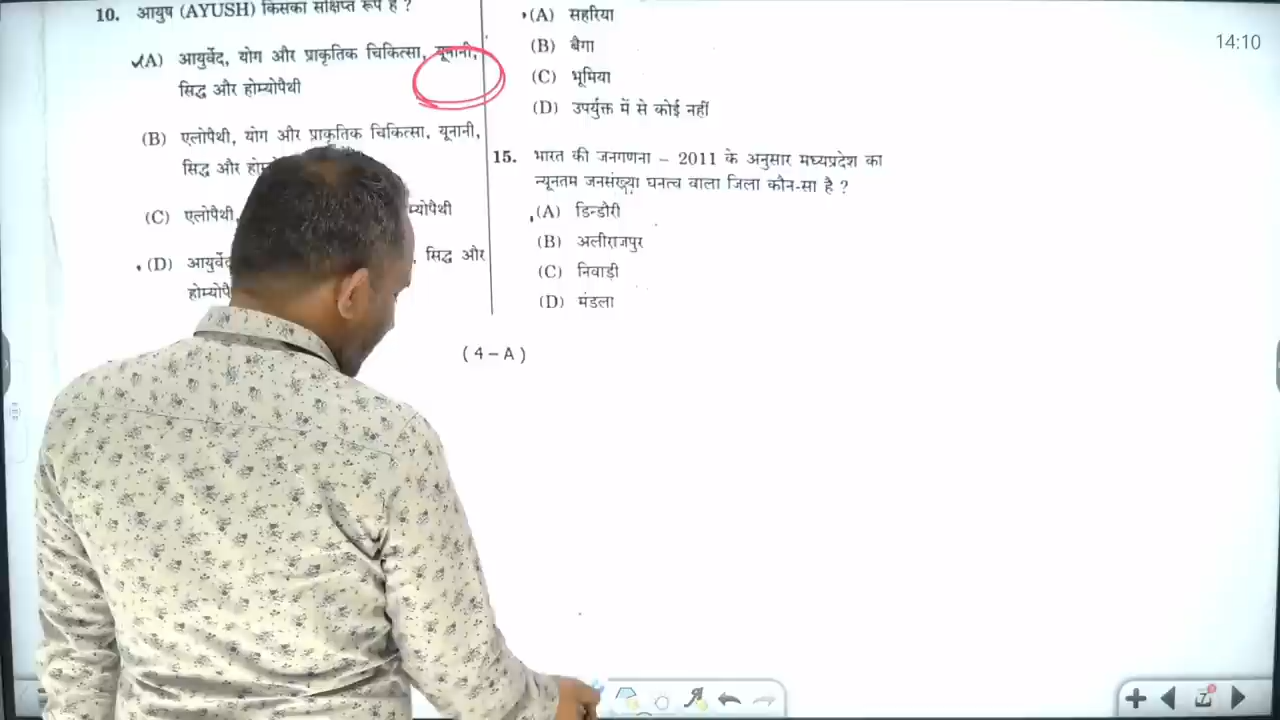 10. आयुष (AYUSH) किसका संक्षिप्त रूप है ?
(A) आयुर्वेद, योग और प्राकृतिक चिकित्सा, यूनानी,
सिद्ध और होम्योपैथी
(B) एलोपैथी, योग और प्राकृतिक चिकित्सा, यूनानी,
सिद्ध और
(C) एलोपैथी,
(D)
सिद्ध और
(A) सहरिया
(B) बैगा
(C) भूमिया
(D) उपर्युक्त में से कोई नहीं
15. भारत की जनगणना – 2011 के अनुसार मध्यप्रदेश का
न्यूनतम जनसंख्या घनत्व वाला जिला कौन-सा है ?
(A) डिन्डौरी
(B) अलीराजपुर
(C) निवाड़ी
(D) मंडला
( 4 – A )
14:10